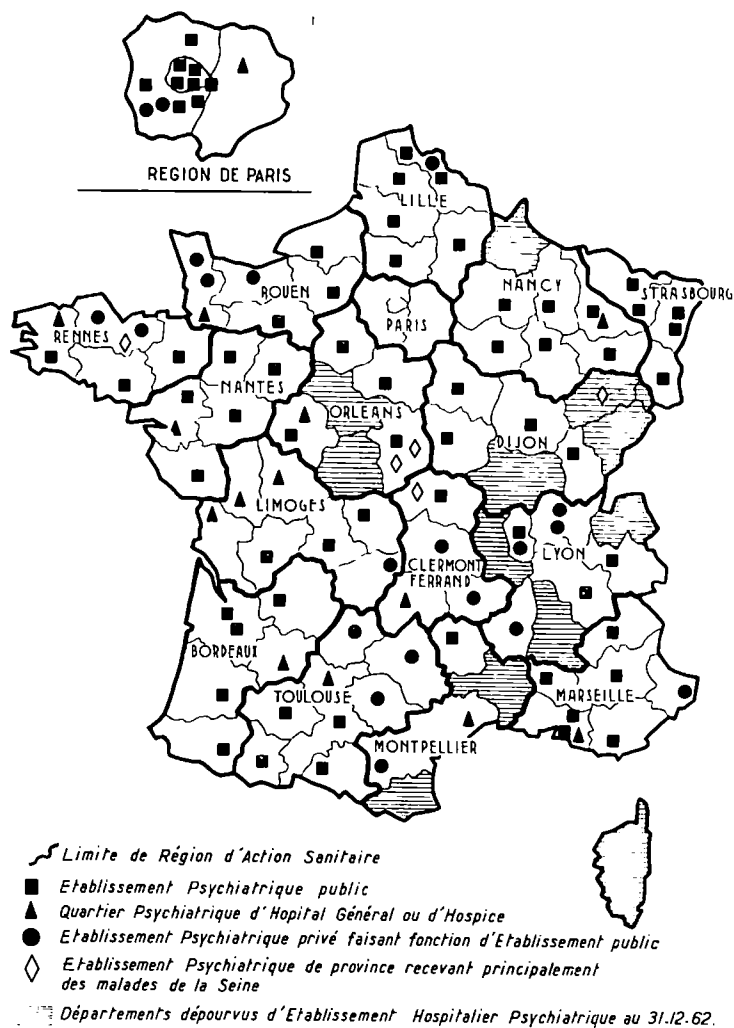 REGION DE PARIS
LILLE
ROUEN
NANCY
STRASBOURG
PARIS
RENNES
NANTES
ORLEANS
DIJON
LIMOGES
CLERMONT
FERRAND
LYON
BORDEAUX
TOULOUSE
MARSEILLE
MONTPELLIER
Limite de Région d'Action Sanitaire
Etablissement Psychiatrique public
Quartier Psychiatrique d'Hopital Général ou d'Hospice
Etablissement Psychiatrique privé faisant fonction d'Etablissement public
Etablissement Psychiatrique de province recevant principalement
des malades de la Seine
Départements dépourvus d'Etablissement Hospitalier Psychiatrique au 31.12.62.